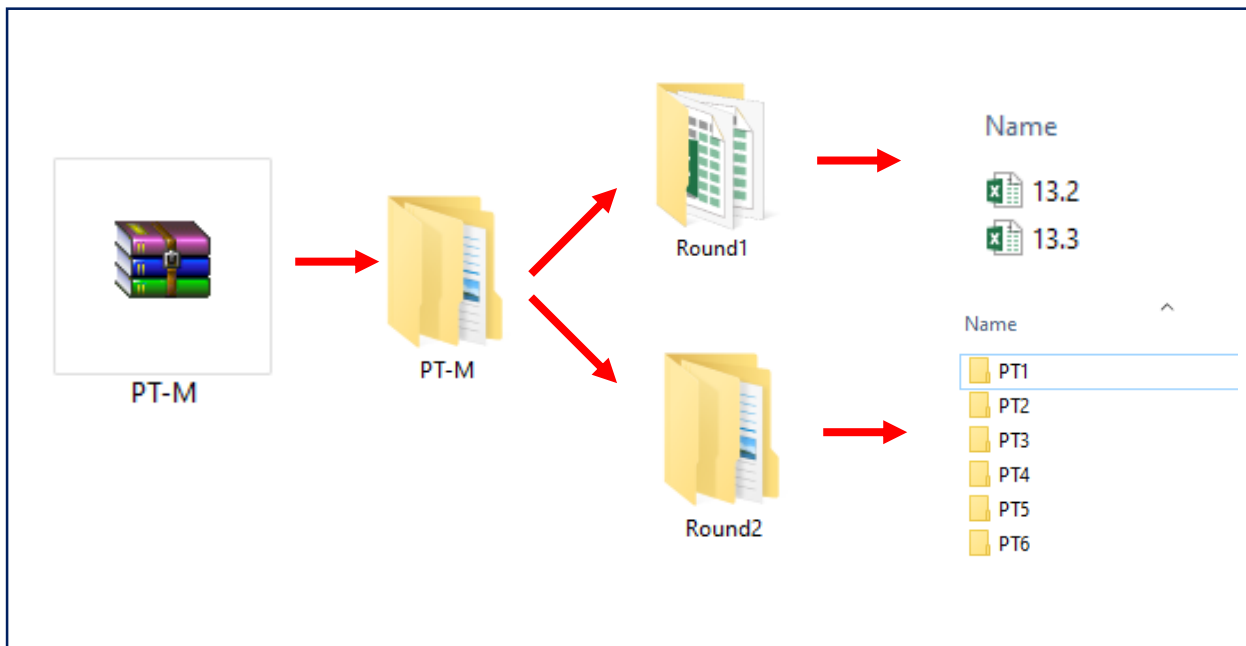 PT-M
PT-M
Round1
Name
13.2
13.3
Round2
Name
PT1
PT2
PT3
PT4
PT5
PT6